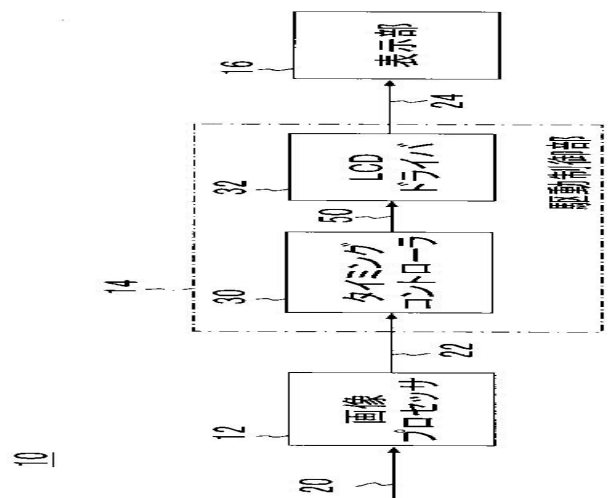 10
20
12
画像
プロセッサ
22
14
30
タイミング
コントローラ
50
32
LCD
ドライバ
駆動制御部
24
16
表示部